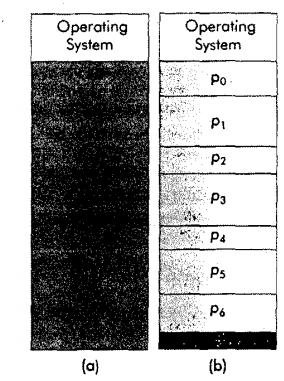 Operating
System
Operating
System
p0
p1
p2
p3
p4
p5
p6
(a)
(b)